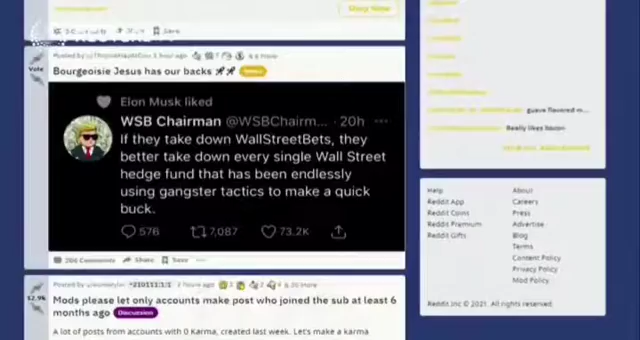 Shop Now
Save
Posted by
hour ago
Vote
Bourgeoisie Jesus has our backs
Elon Musk liked
WSB Chairman @WSBChairm... · 20h
If they take down WallStreetBets, they
better take down every single Wall Street
hedge fund that has been endlessly
using gangster tactics to make a quick
buck.
576 7,087 73.2K
Comments Share Save
Posted by
hours ago
12.9k
Mods please let only accounts make post who joined the sub at least 6
months ago Discussion
A lot of posts from accounts with 0 Karma, created last week. Let's make a karma
guava flavored m...
Really likes bacon
Help About
Reddit App Careers
Reddit Coins Press
Reddit Premium Advertise
Reddit Gifts Blog
Terms
Content Policy
Privacy Policy
Mod Policy
Reddit Inc © 2021. All rights reserved.